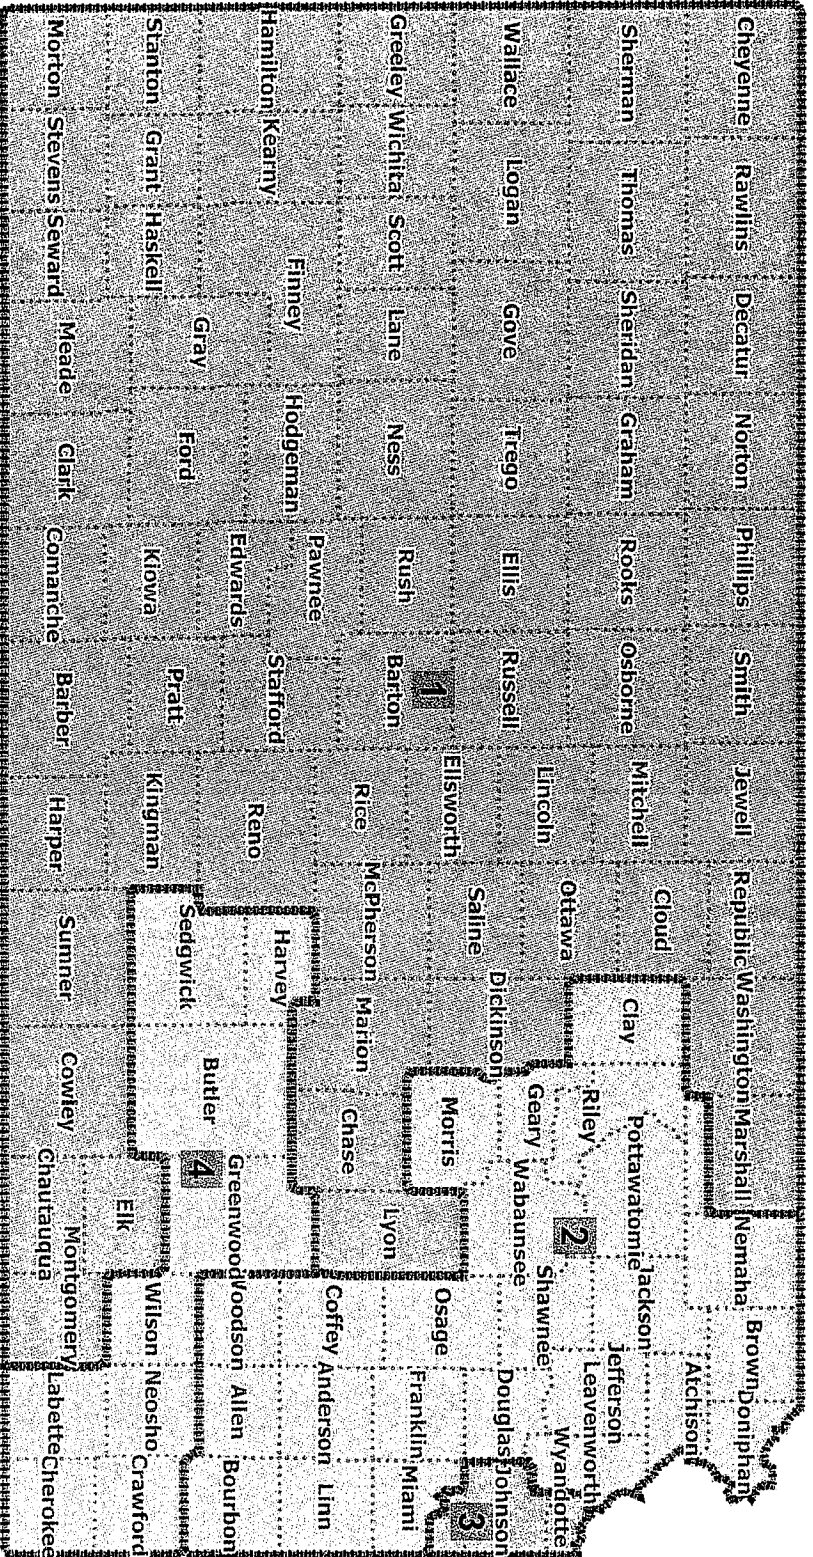 Cheyenne
Rawlins
Decatur
Norton
Phillips
Smith
Jewell
Republic
Washington
Marshall
Nemaha
Brown
Doniphan
Sherman
Thomas
Sheridan
Graham
Rooks
Osborne
Mitchell
Cloud
Clay
Riley
Pottawatomie
Jackson
Atchison
Wallace
Logan
Gove
Trego
Ellis
Russell
Lincoln
Ottawa
Saline
Dickinson
Geary
Wabaunsee
2
Shawnee
Jefferson
Leavenworth
Wyandotte
Greeley
Wichita
Scott
Lane
Ness
Rush
Barton
1
Ellsworth
Rice
McPherson
Marion
Morris
Chase
Lyon
Osage
Douglas
Johnson
3
Hamilton
Kearny
Finney
Hodgeman
Pawnee
Edwards
Stafford
Reno
Harvey
Sedgwick
Butler
Greenwood
4
Coffey
Franklin
Miami
Stanton
Grant
Haskell
Gray
Ford
Kiowa
Pratt
Kingman
Elk
Woodson
Anderson
Linn
Wilson
Allen
Bourbon
Morton
Stevens
Seward
Meade
Clark
Comanche
Barber
Harper
Sumner
Cowley
Chautauqua
Montgomery
Neosho
Crawford
Labette
Cherokee